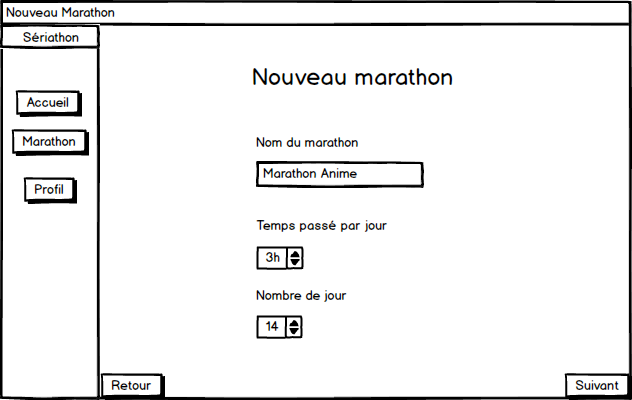 Nouveau Marathon
Sériathon
Accueil
Marathon
Profil
Nouveau marathon
Nom du marathon
Marathon Anime
Temps passé par jour
3h
Nombre de jour
14
Retour
Suivant